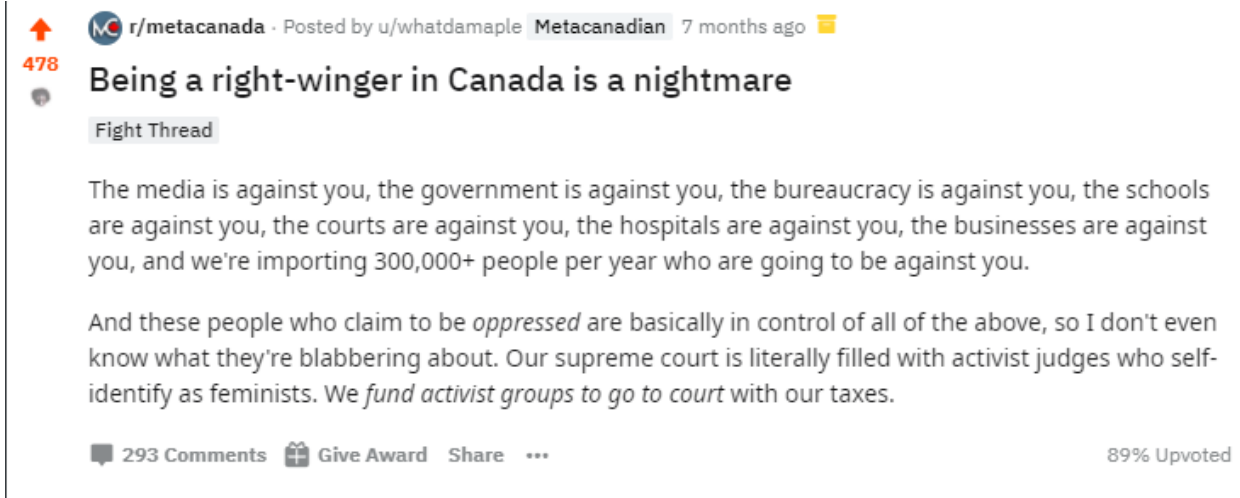 r/metacanada · Posted by u/whatdamaple Metacanadian 7 months ago
478
Being a right-winger in Canada is a nightmare
Fight Thread
The media is against you, the government is against you, the bureaucracy is against you, the schools
are against you, the courts are against you, the hospitals are against you, the businesses are against
you, and we're importing 300,000+ people per year who are going to be against you.
And these people who claim to be oppressed are basically in control of all of the above, so I don't even
know what they're blabbering about. Our supreme court is literally filled with activist judges who self-
identify as feminists. We fund activist groups to go to court with our taxes.
293 Comments Give Award Share ••• 89% Upvoted